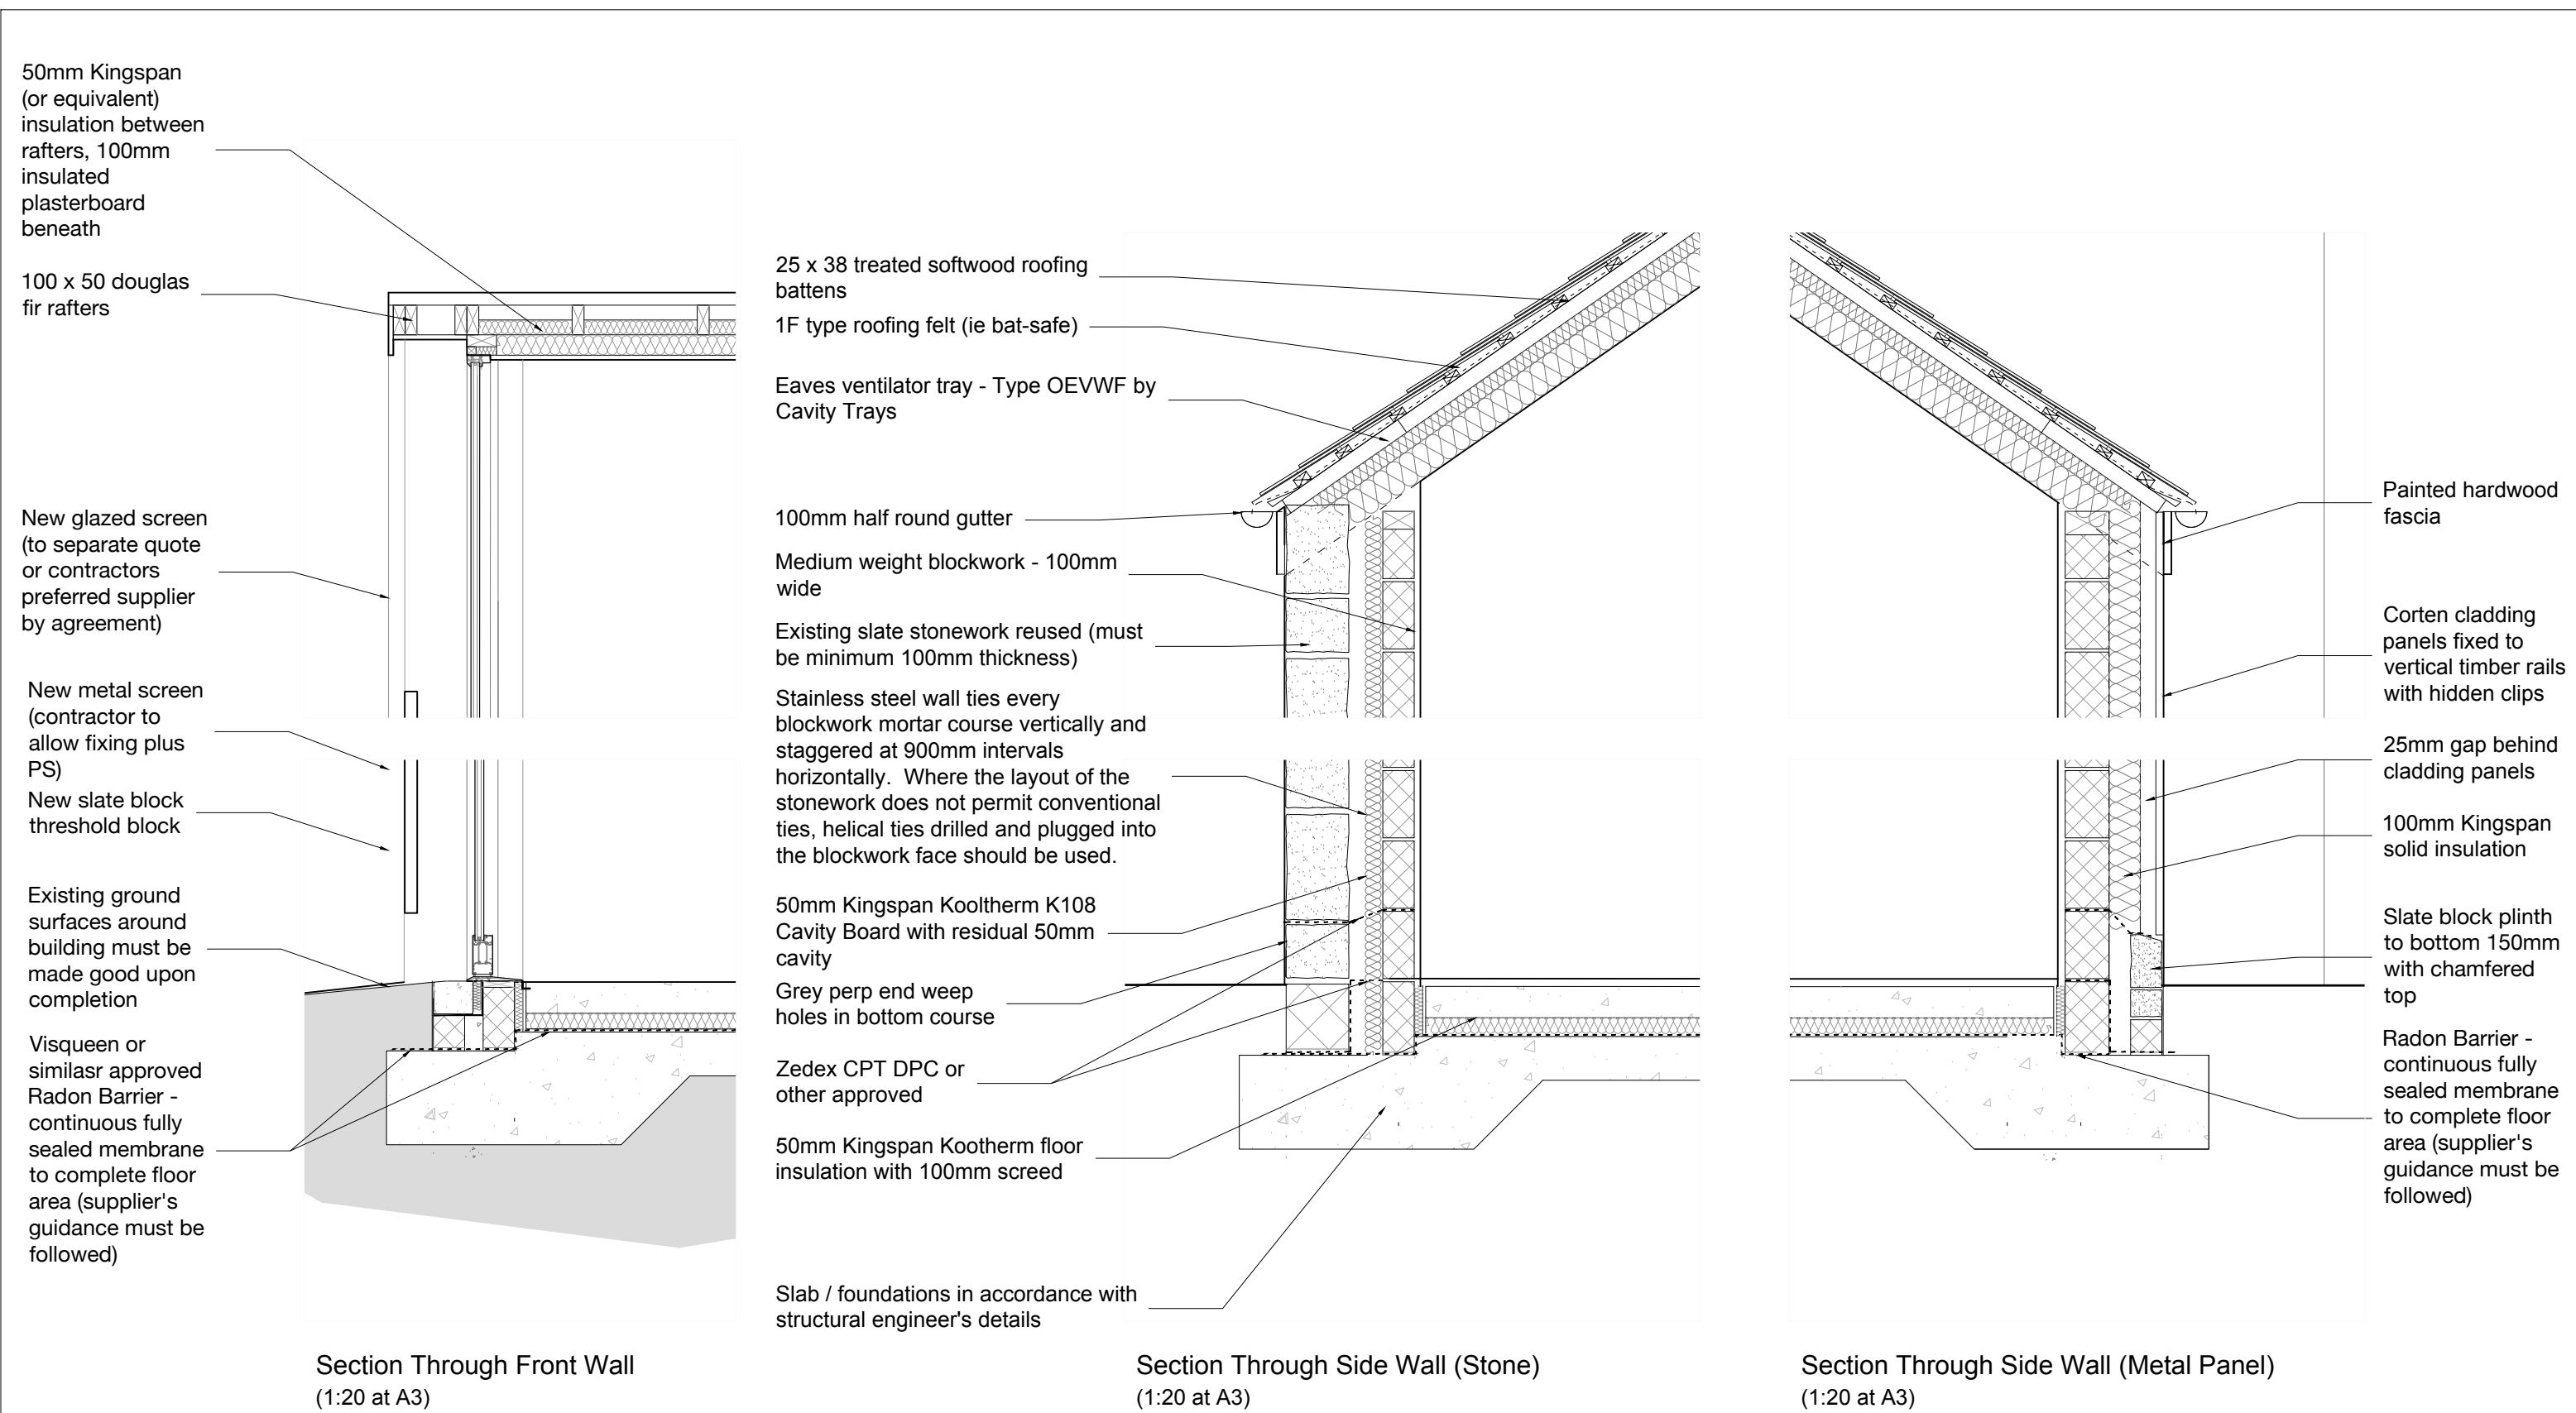 50mm Kingspan
(or equivalent)
insulation between
rafters, 100mm
insulated
plasterboard
beneath
100 x 50 douglas
fir rafters
New glazed screen
(to separate quote
or contractors
preferred supplier
by agreement)
New metal screen
(contractor to
allow fixing plus
PS)
New slate block
threshold block
Existing ground
surfaces around
building must be
made good upon
completion
Visqueen or
similasr approved
Radon Barrier -
continuous fully
sealed membrane
to complete floor
area (supplier's
guidance must be
followed)
Section Through Front Wall
(1:20 at A3)
25 x 38 treated softwood roofing
battens
1F type roofing felt (ie bat-safe)
Eaves ventilator tray - Type OEVWF by
Cavity Trays
100mm half round gutter
Medium weight blockwork - 100mm
wide
Existing slate stonework reused (must
be minimum 100mm thickness)
Stainless steel wall ties every
blockwork mortar course vertically and
staggered at 900mm intervals
horizontally.  Where the layout of the
stonework does not permit conventional
ties, helical ties drilled and plugged into
the blockwork face should be used.
50mm Kingspan Kooltherm K108
Cavity Board with residual 50mm
cavity
Grey perp end weep
holes in bottom course
Zedex CPT DPC or
other approved
50mm Kingspan Kootherm floor
insulation with 100mm screed
Slab / foundations in accordance with
structural engineer's details
Section Through Side Wall (Stone)
(1:20 at A3)
Painted hardwood
fascia
Corten cladding
panels fixed to
vertical timber rails
with hidden clips
25mm gap behind
cladding panels
100mm Kingspan
solid insulation
Slate block plinth
to bottom 150mm
with chamfered
top
Radon Barrier -
continuous fully
sealed membrane
to complete floor
area (supplier's
guidance must be
followed)
Section Through Side Wall (Metal Panel)
(1:20 at A3)